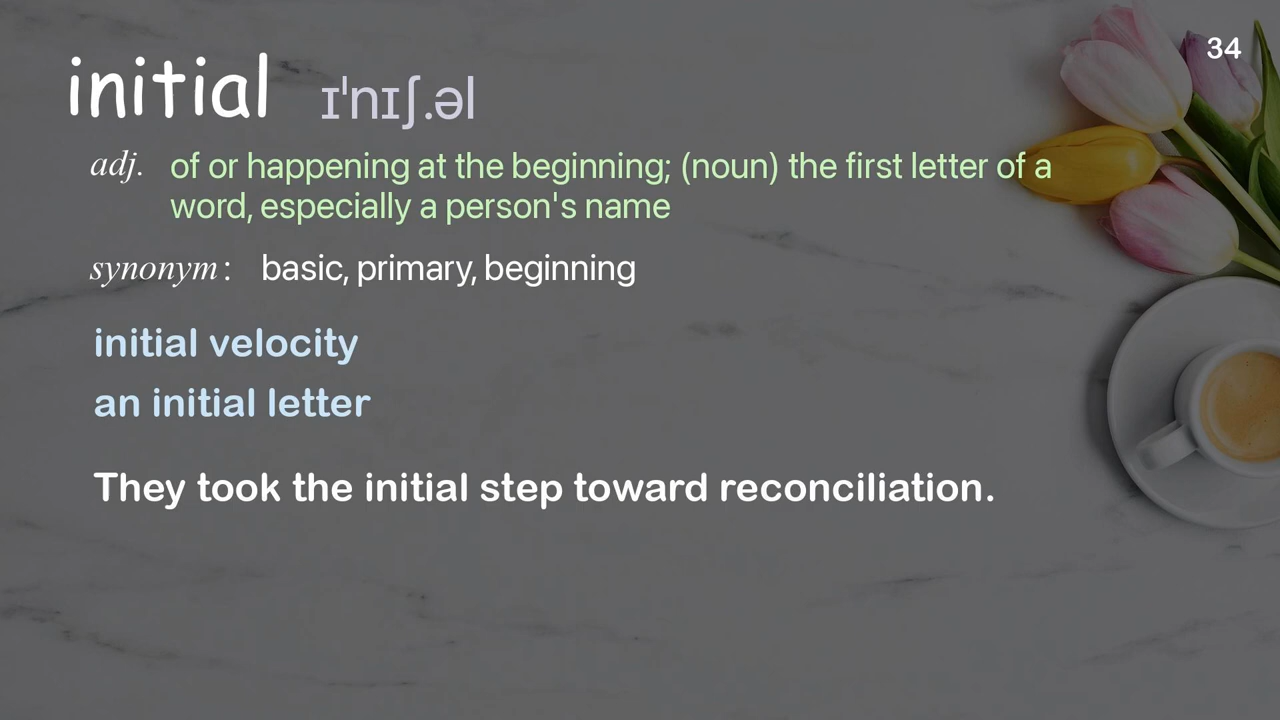 34
initial ɪˈnɪʃ.əl
adj. of or happening at the beginning; (noun) the first letter of a
word, especially a person's name
synonym : basic, primary, beginning
initial velocity
an initial letter
They took the initial step toward reconciliation.